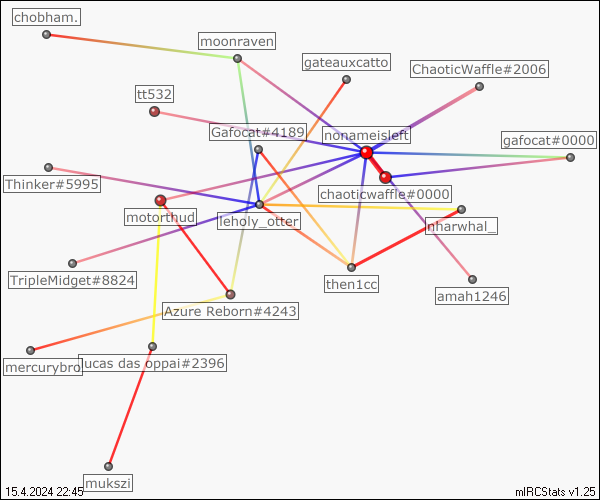 chobham.
moonraven
gateauxcatto
ChaoticWaffle#2006
tt532
Gafocat#4189
nonameisleft
gafocat#0000
Thinker#5995
chaoticwaffle#0000
motorthud
leholy_otter
nharwhal_
TripleMidget#8824
then1cc
amah1246
Azure Reborn#4243
mercurybro
lucas das oppai#2396
mukszi
15.4.2024 22:45
mIRCStats v1.25